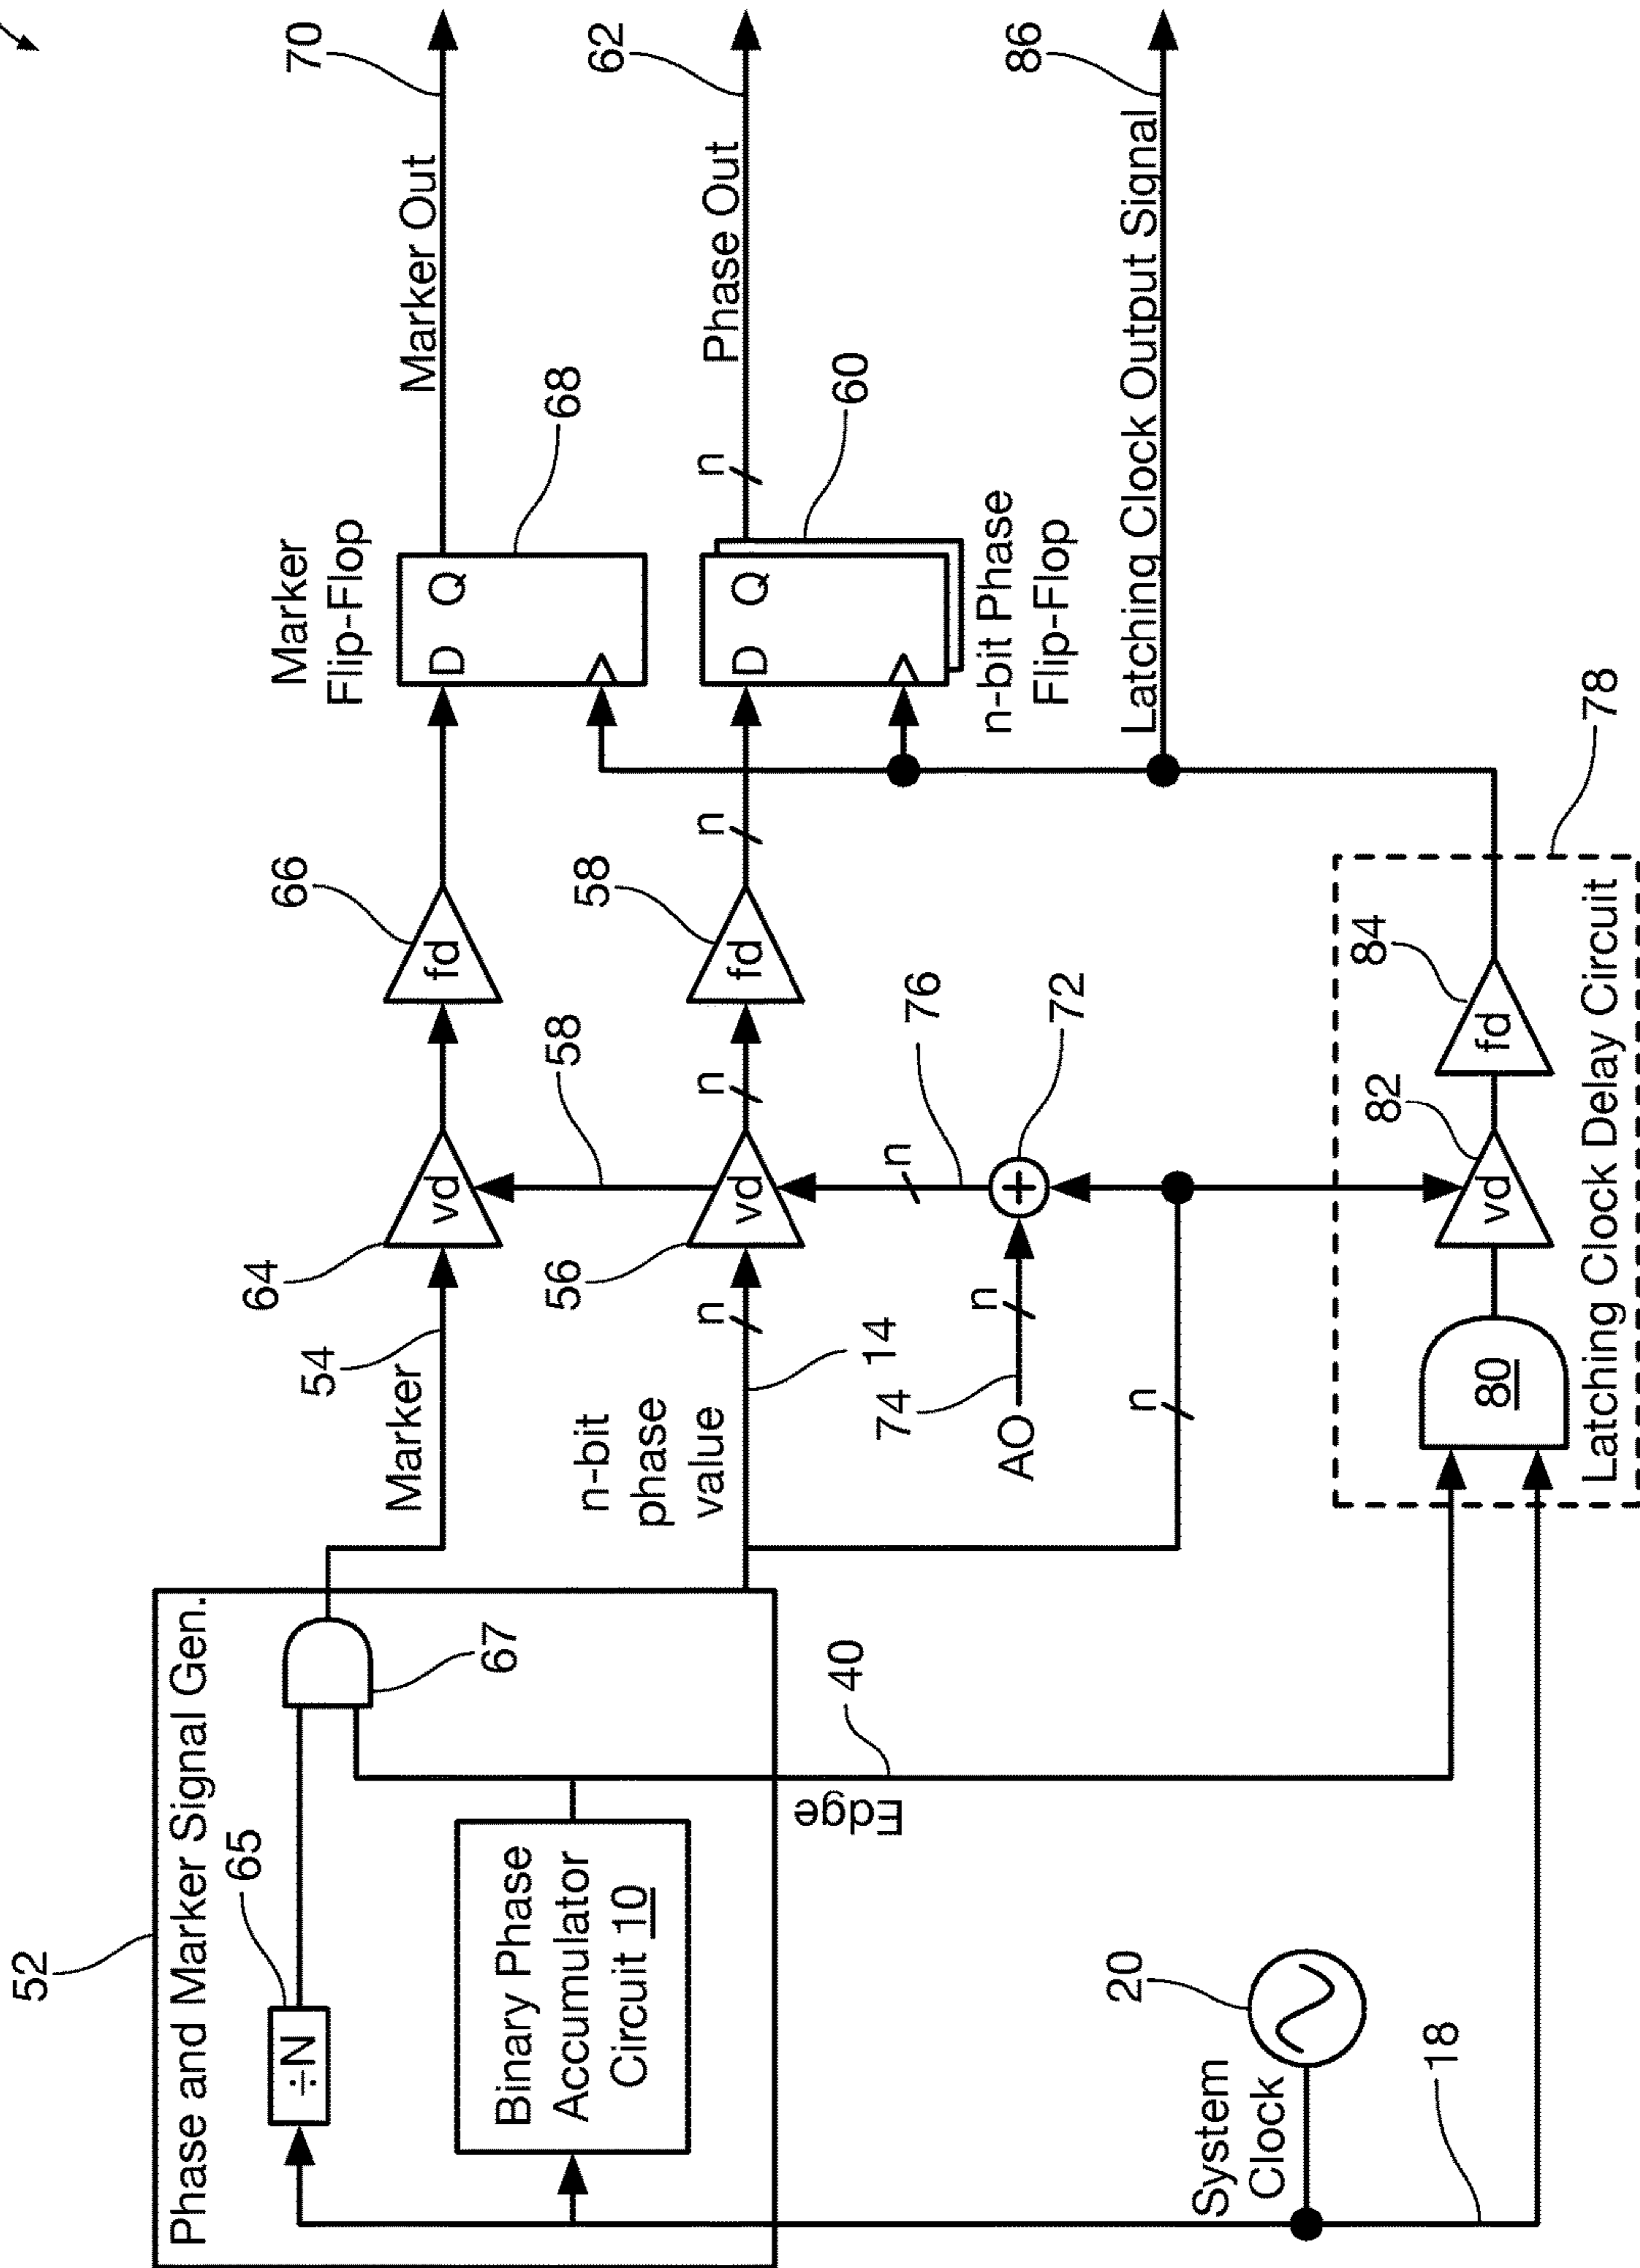 52
Phase and Marker Signal Gen.
65
÷N
67
Binary Phase
Accumulator
Circuit 10
Edge
40
System
Clock
20
18
Marker
54
64
vd
66
fd
Marker
Flip-Flop
D Q
68
Marker Out
70
n-bit
phase
value
14
n
56
vd
58
n
fd
58
n
D Q
60
n-bit Phase
Flip-Flop
n
Phase Out
62
AO
74
n
72
+
76
n
n
80
82
vd
84
fd
Latching Clock Delay Circuit
78
Latching Clock Output Signal
86